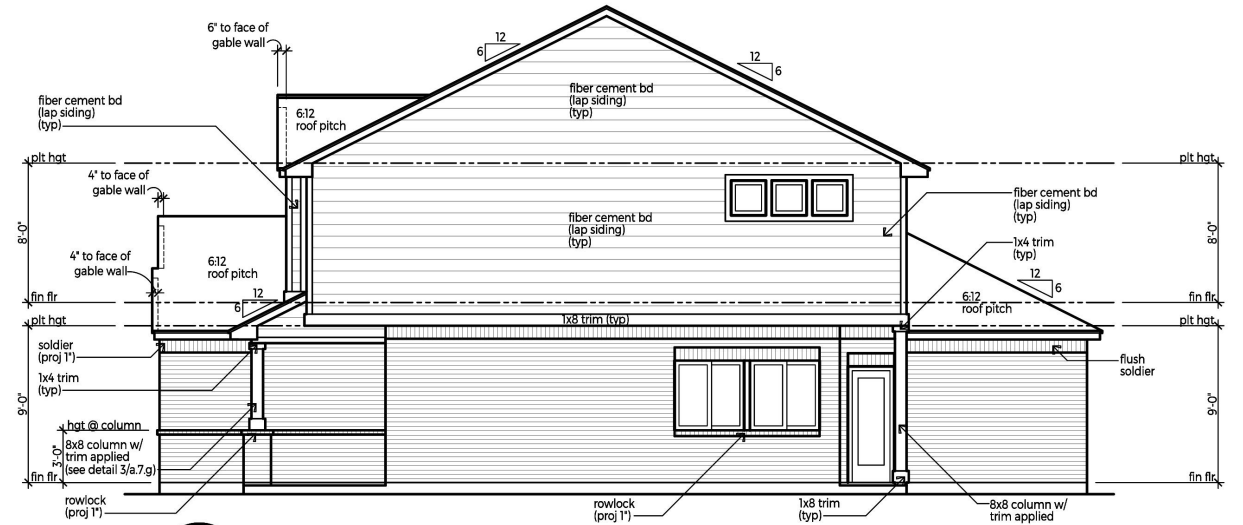 6" to face of
gable wall
12
6
12
6
fiber cement bd
(lap siding)
(typ)
fiber cement bd
(lap siding)
(typ)
6:12
roof pitch
plt hgt
plt hgt
4" to face of
gable wall
fiber cement bd
(lap siding)
(typ)
fiber cement bd
(lap siding)
(typ)
8'-0"
8'-0"
1x4 trim
(typ)
4" to face of
gable wall
6:12
roof pitch
12
6
12
6
6:12
roof pitch
fin flr
fin flr
plt hgt
plt hgt
1x8 trim (typ)
soldier
(proj 1")
flush
soldier
1x4 trim
(typ)
9'-0"
9'-0"
hgt @ column
3'-0"
8x8 column w/
trim applied
(see detail 3/a.7.g)
fin flr
fin flr
rowlock
(proj 1")
rowlock
(proj 1")
1x8 trim
(typ)
8x8 column w/
trim applied